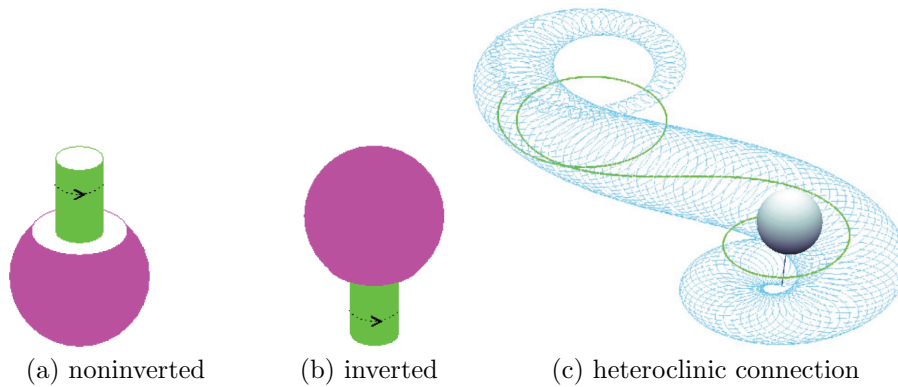 (a) noninverted
(b) inverted
(c) heteroclinic connection